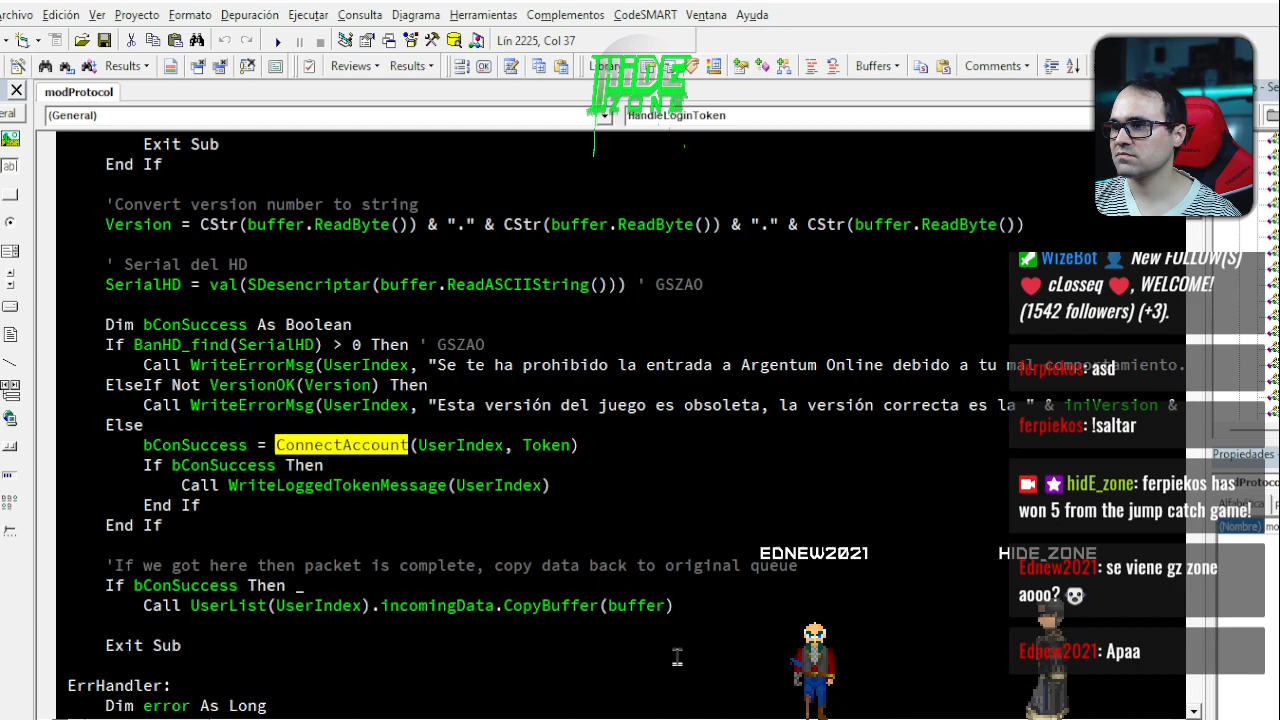 Archivo Edición Ver Proyecto Formato Depuración Ejecutar Consulta Diagrama Herramientas Complementos CodeSMART Ventana Ayuda
Lín 2225, Col 37
Results Reviews Results Library Buffers Comments
HiDE
ZONE
modProtocol
(General) HandleLoginToken
Exit Sub
End If
'Convert version number to string
Version = CStr(buffer.ReadByte()) & "." & CStr(buffer.ReadByte()) & "." & CStr(buffer.ReadByte())
' Serial del HD
SerialHD = val(SDesencriptar(buffer.ReadASCIIString())) ' GSZAO
Dim bConSuccess As Boolean
If BanHD_find(SerialHD) > 0 Then ' GSZAO
Call WriteErrorMsg(UserIndex, "Se te ha prohibido la entrada a Argentum Online debido a tu mal comportamiento.
ElseIf Not VersionOK(Version) Then
Call WriteErrorMsg(UserIndex, "Esta versión del juego es obsoleta, la versión correcta es la " & iniVersion &
Else
bConSuccess = ConnectAccount(UserIndex, Token)
If bConSuccess Then
Call WriteLoggedTokenMessage(UserIndex)
End If
End If
'If we got here then packet is complete, copy data back to original queue
If bConSuccess Then _
Call UserList(UserIndex).incomingData.CopyBuffer(buffer)
Exit Sub
ErrHandler:
Dim error As Long
WizeBot New FOLLOW(S)
cLosseq , WELCOME!
(1542 followers) (+3).
ferpiekos: asd
ferpiekos: !saltar
hidE_zone: ferpiekos has
won 5 from the jump catch game!
Ednew2021: se viene gz zone
aooo?
Ednew2021: Apaa
EDNEW2021
HIDE_ZONE
Propiedades
(Nombre)